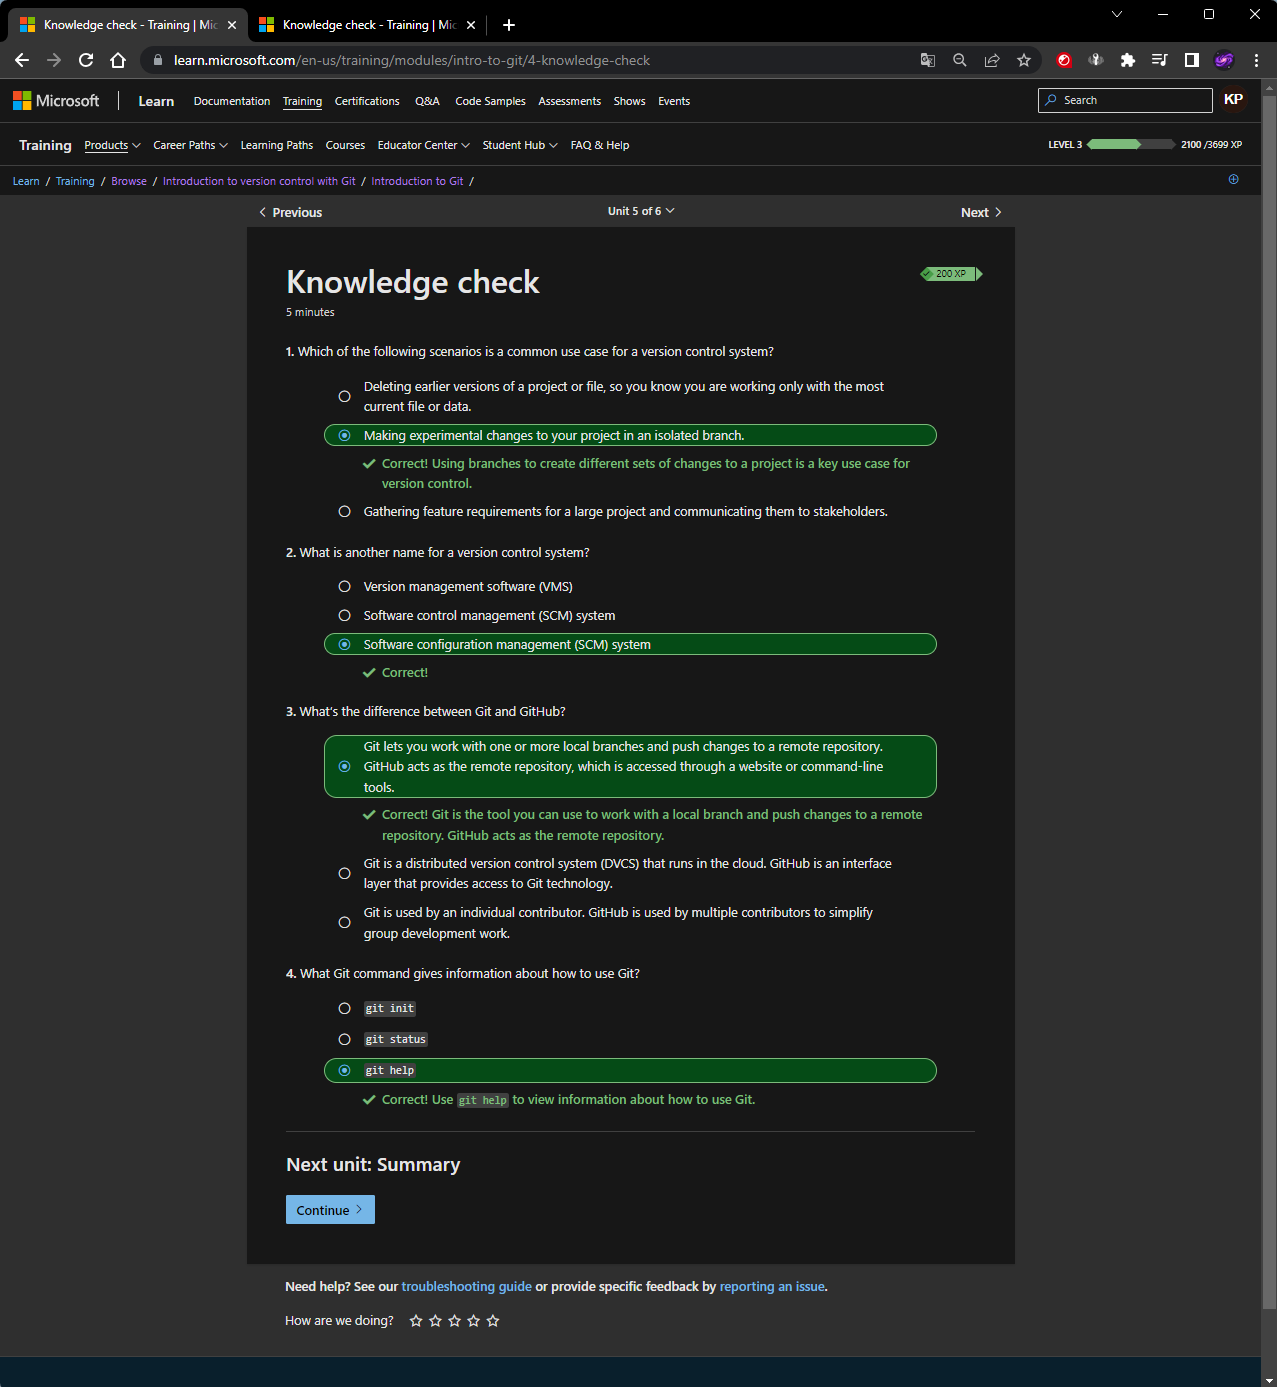 Knowledge check - Training | Mic
Knowledge check - Training | Mic
learn.microsoft.com/en-us/training/modules/intro-to-git/4-knowledge-check
Microsoft
Learn Documentation Training Certifications Q&A Code Samples Assessments Shows Events
Search
KP
Training Products Career Paths Learning Paths Courses Educator Center Student Hub FAQ & Help
LEVEL 3 2100 /3699 XP
Learn / Training / Browse / Introduction to version control with Git / Introduction to Git /
Previous Unit 5 of 6 Next
Knowledge check
200 XP
5 minutes
1. Which of the following scenarios is a common use case for a version control system?
Deleting earlier versions of a project or file, so you know you are working only with the most
current file or data.
Making experimental changes to your project in an isolated branch.
Correct! Using branches to create different sets of changes to a project is a key use case for
version control.
Gathering feature requirements for a large project and communicating them to stakeholders.
2. What is another name for a version control system?
Version management software (VMS)
Software control management (SCM) system
Software configuration management (SCM) system
Correct!
3. What's the difference between Git and GitHub?
Git lets you work with one or more local branches and push changes to a remote repository.
GitHub acts as the remote repository, which is accessed through a website or command-line
tools.
Correct! Git is the tool you can use to work with a local branch and push changes to a remote
repository. GitHub acts as the remote repository.
Git is a distributed version control system (DVCS) that runs in the cloud. GitHub is an interface
layer that provides access to Git technology.
Git is used by an individual contributor. GitHub is used by multiple contributors to simplify
group development work.
4. What Git command gives information about how to use Git?
git init
git status
git help
Correct! Use git help to view information about how to use Git.
Next unit: Summary
Continue
Need help? See our troubleshooting guide or provide specific feedback by reporting an issue.
How are we doing?